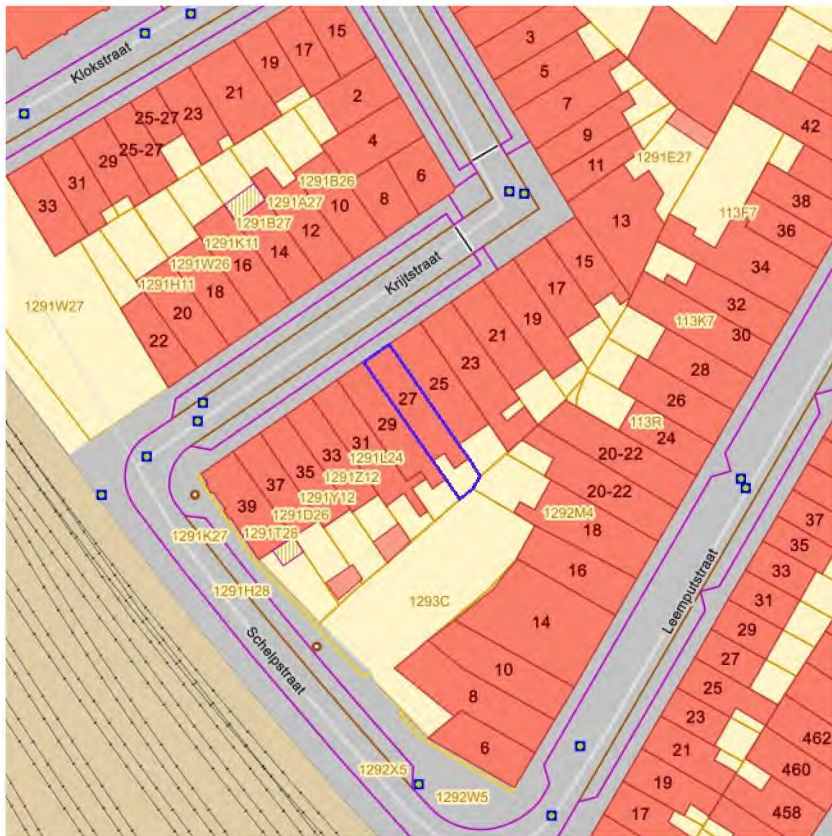 Klokstraat
15
17
19
21
23
25-27
25-27
29
31
33
2
4
6
8
10
12
14
16
18
20
22
1291B26
1291A27
1291B27
1291K11
1291W26
1291H11
1291W27
Krijtstraat
3
5
7
9
11
13
15
17
19
21
23
25
27
29
31
33
35
37
39
1291L24
1291Z12
1291Y12
1291D26
1291T28
1291K27
1291H28
1291E27
113F7
113K7
113R
1292M4
1293C
42
38
36
34
32
30
28
26
24
20-22
20-22
18
16
14
10
8
6
Leemputstraat
Schelpstraat
1292X5
1292W5
37
35
33
31
29
27
25
23
21
19
17
462
460
458